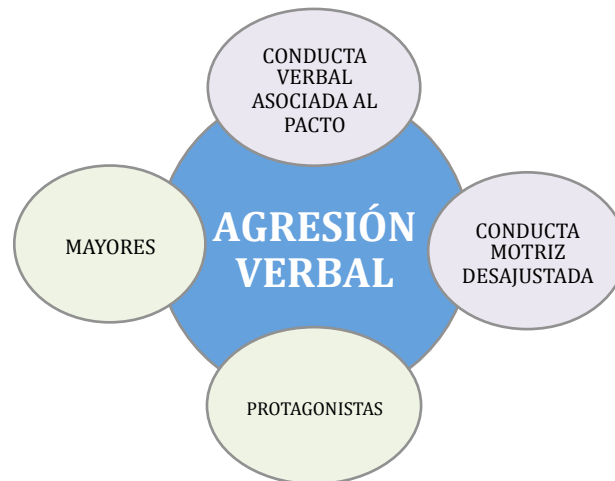 CONDUCTA
VERBAL
ASOCIADA AL
PACTO
MAYORES
AGRESIÓN
VERBAL
CONDUCTA
MOTRIZ
DESAJUSTADA
PROTAGONISTAS